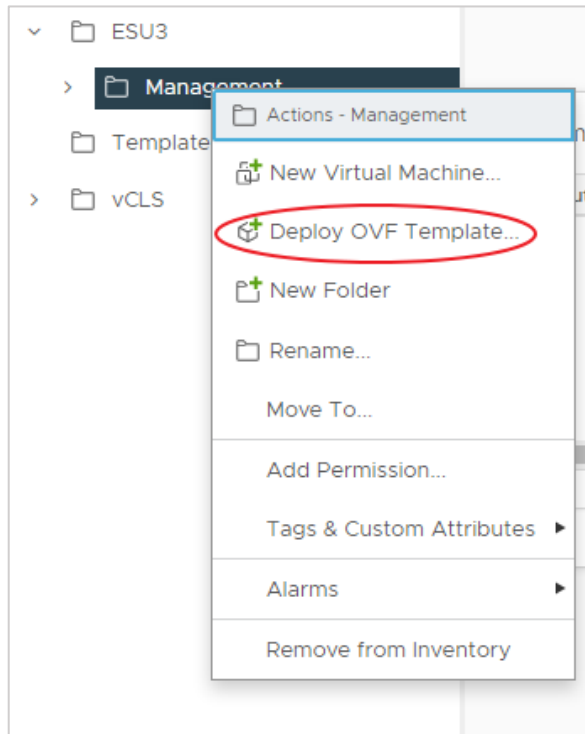 ESU3
Management
Template
vCLS
Actions - Management
New Virtual Machine...
Deploy OVF Template...
New Folder
Rename...
Move To...
Add Permission...
Tags & Custom Attributes
Alarms
Remove from Inventory